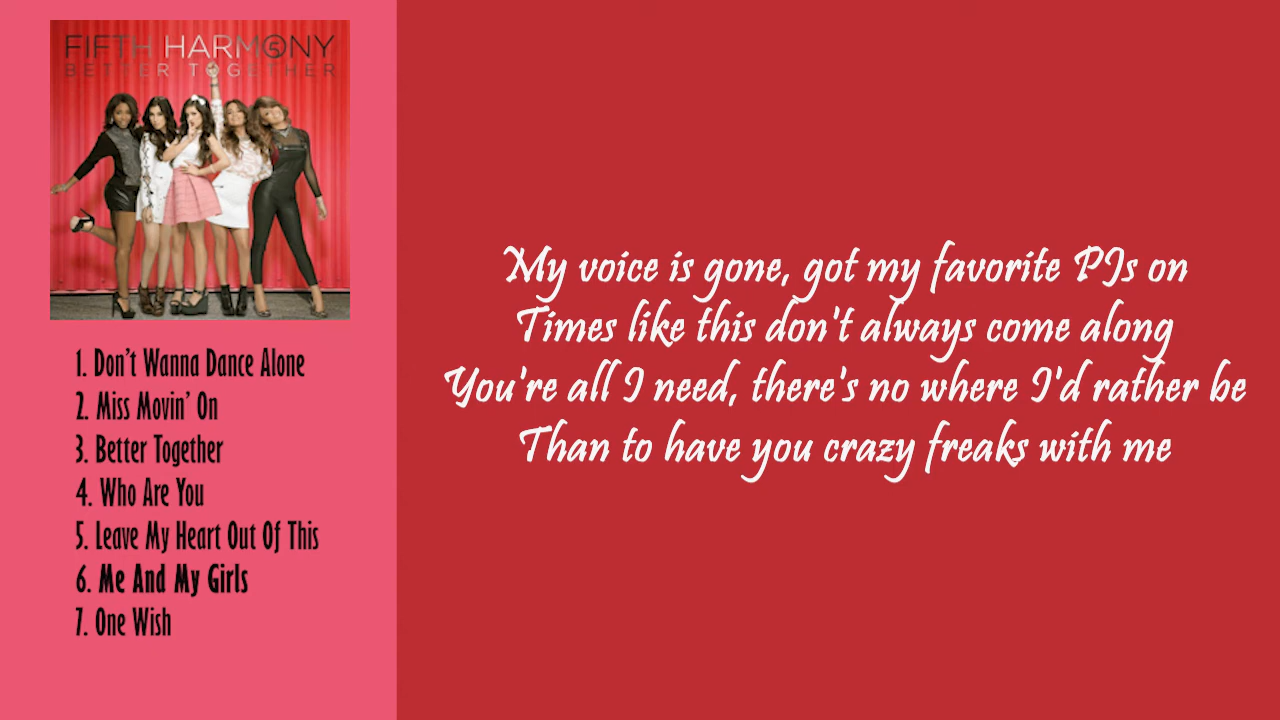 FIFTH HARMONY
BETTER TOGETHER
1. Don't Wanna Dance Alone
2. Miss Movin' On
3. Better Together
4. Who Are You
5. Leave My Heart Out Of This
6. Me And My Girls
7. One Wish
My voice is gone, got my favorite PJs on
Times like this don't always come along
You're all I need, there's no where I'd rather be
Than to have you crazy freaks with me